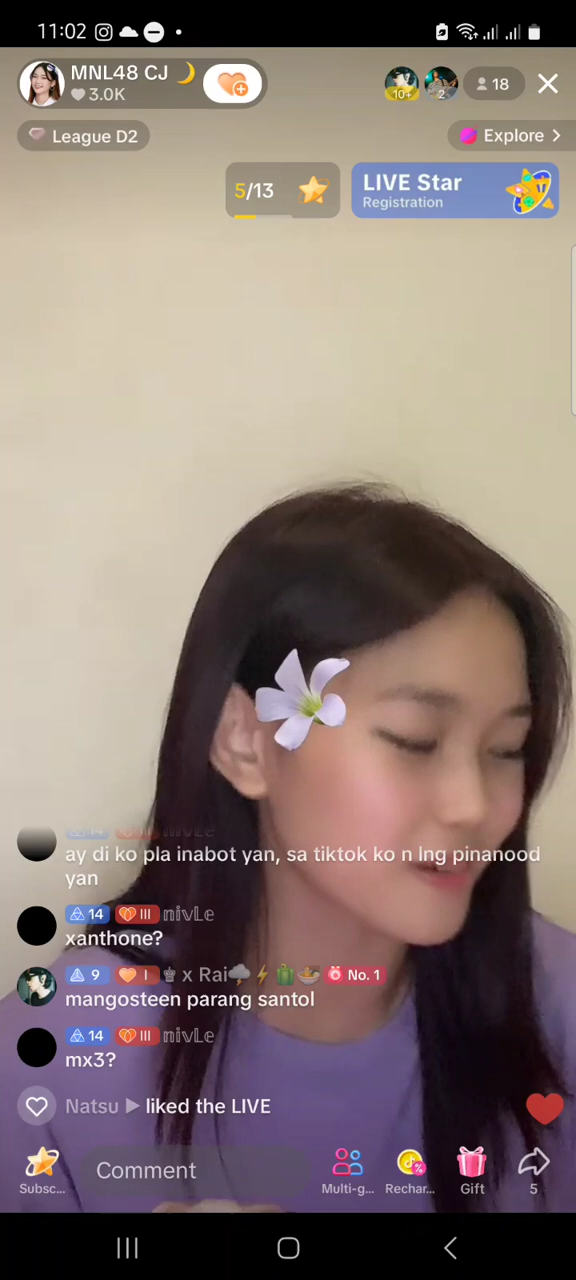 11:02
MNL48 CJ 🌙
3.0K
10+
2
18
League D2
Explore
5/13
LIVE Star
Registration
ay di ko pla inabot yan, sa tiktok ko n lng pinanood
yan
14 III 𝕟𝕚𝕧𝕃𝕖
xanthone?
9 I ♕ x Rai🌩️⚡🧳🍜 No. 1
mangosteen parang santol
14 III 𝕟𝕚𝕧𝕃𝕖
mx3?
Natsu ▶ liked the LIVE
Comment
Subsc...
Multi-g...
Rechar...
Gift
5